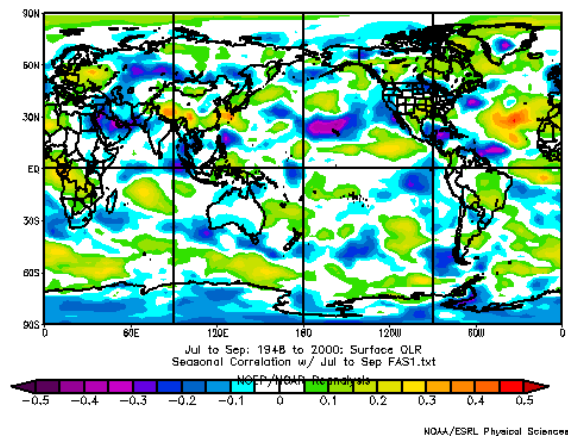 90N
60N
30N
EQ
30S
60S
90S
0 60E 120E 180 120W 60W 0
Jul to Sep: 1948 to 2000: Surface OLR
Seasonal Correlation w/ Jul to Sep FAS1.txt
NCEP/NCAR Reanalysis
-0.5 -0.4 -0.3 -0.2 -0.1 0 0.1 0.2 0.3 0.4 0.5
NOAA/ESRL Physical Sciences